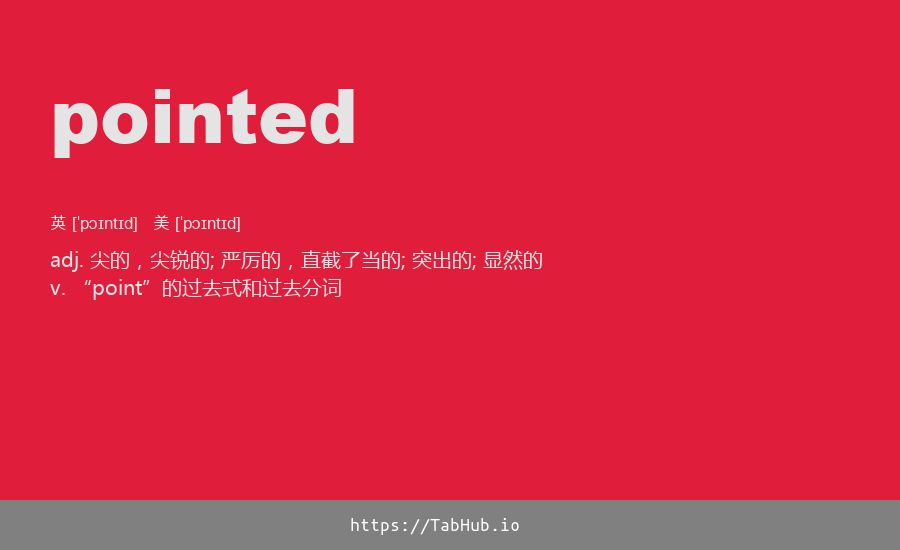 pointed
英 [ˈpɔɪntɪd] 美 [ˈpɔɪntɪd]
adj. 尖的，尖锐的; 严厉的，直截了当的; 突出的; 显然的
v. “point”的过去式和过去分词
https://TabHub.io